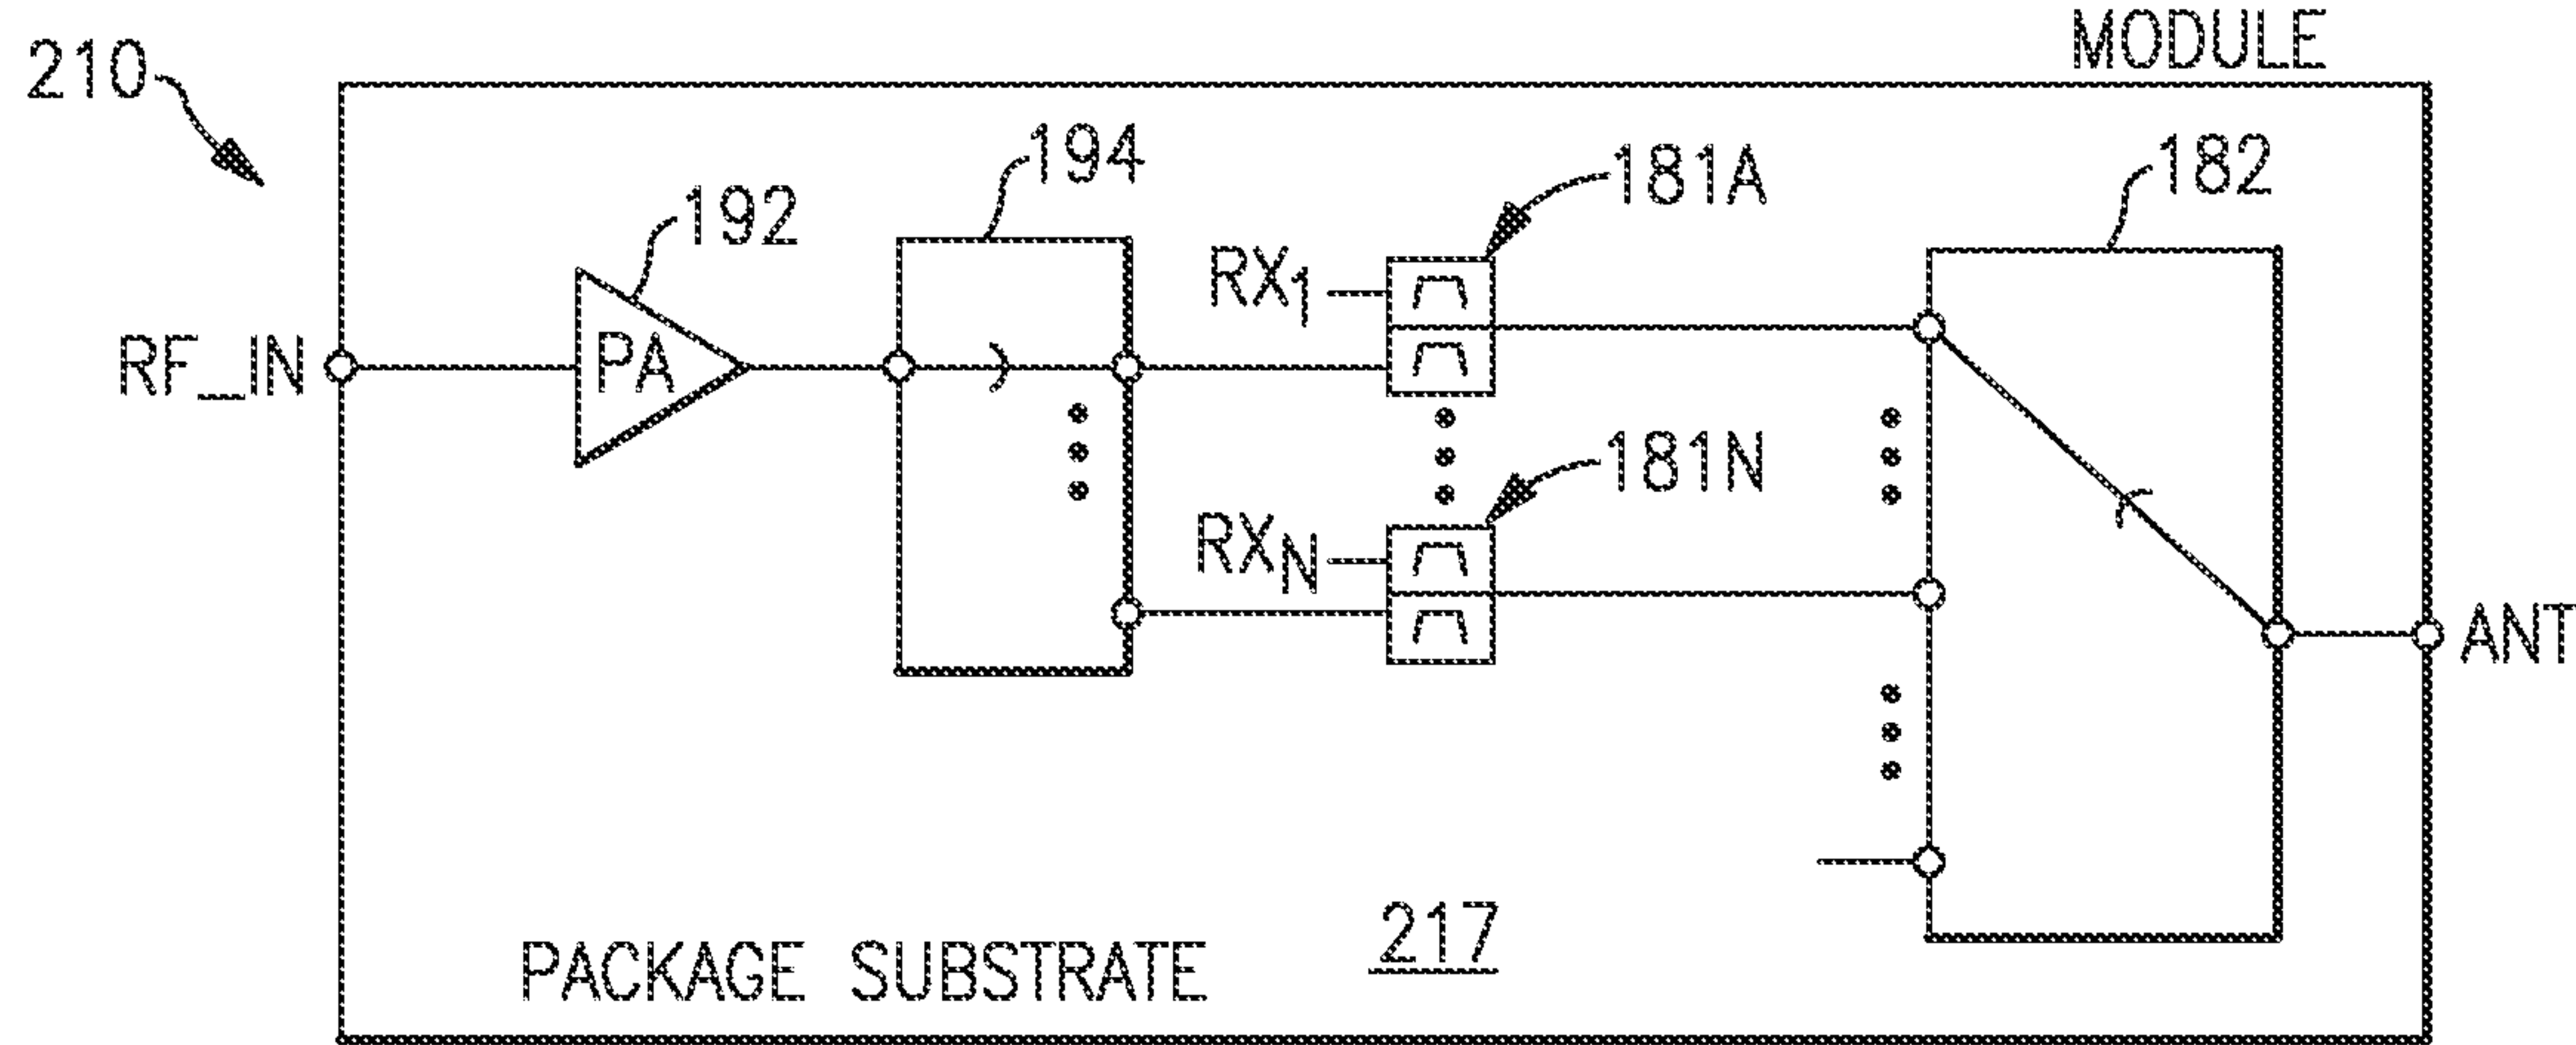 MODULE
210
194
181A
182
192
RX1
RF_IN
PA
181N
RXN
ANT
217
PACKAGE SUBSTRATE